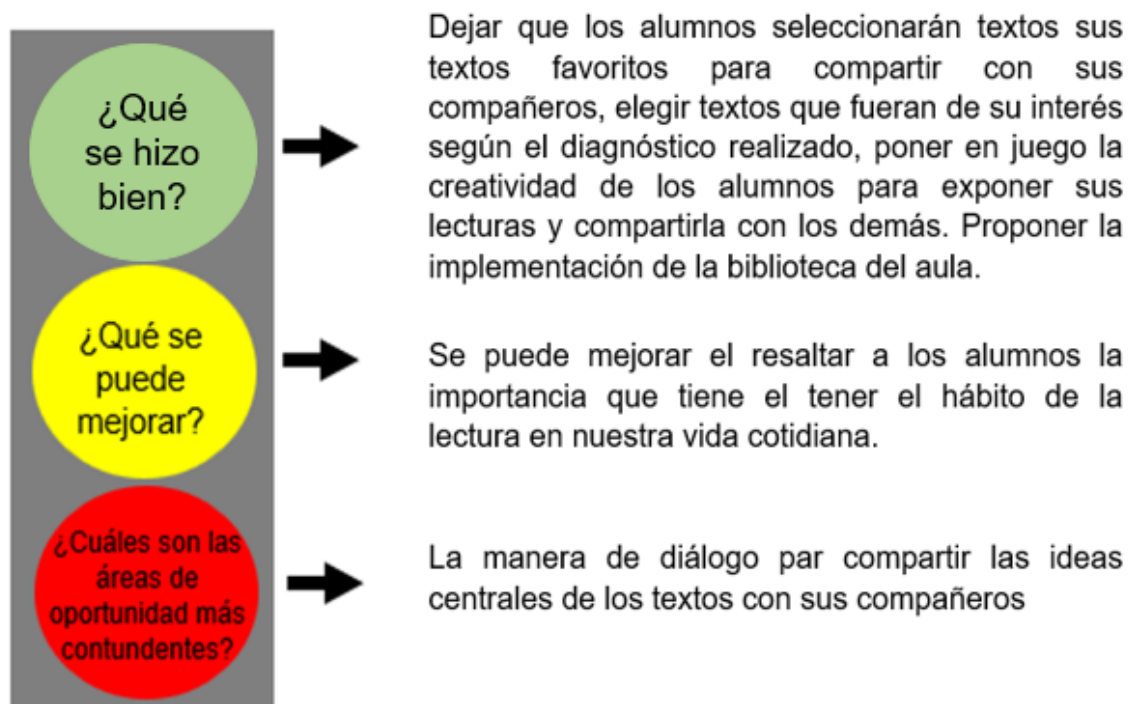 ¿Qué
se hizo
bien?
Dejar que los alumnos seleccionarán textos sus
textos favoritos para compartir con sus
compañeros, elegir textos que fueran de su interés
según el diagnóstico realizado, poner en juego la
creatividad de los alumnos para exponer sus
lecturas y compartirla con los demás. Proponer la
implementación de la biblioteca del aula.
¿Qué se
puede
mejorar?
Se puede mejorar el resaltar a los alumnos la
importancia que tiene el tener el hábito de la
lectura en nuestra vida cotidiana.
¿Cuáles son las
áreas de
oportunidad más
contundentes?
La manera de diálogo par compartir las ideas
centrales de los textos con sus compañeros